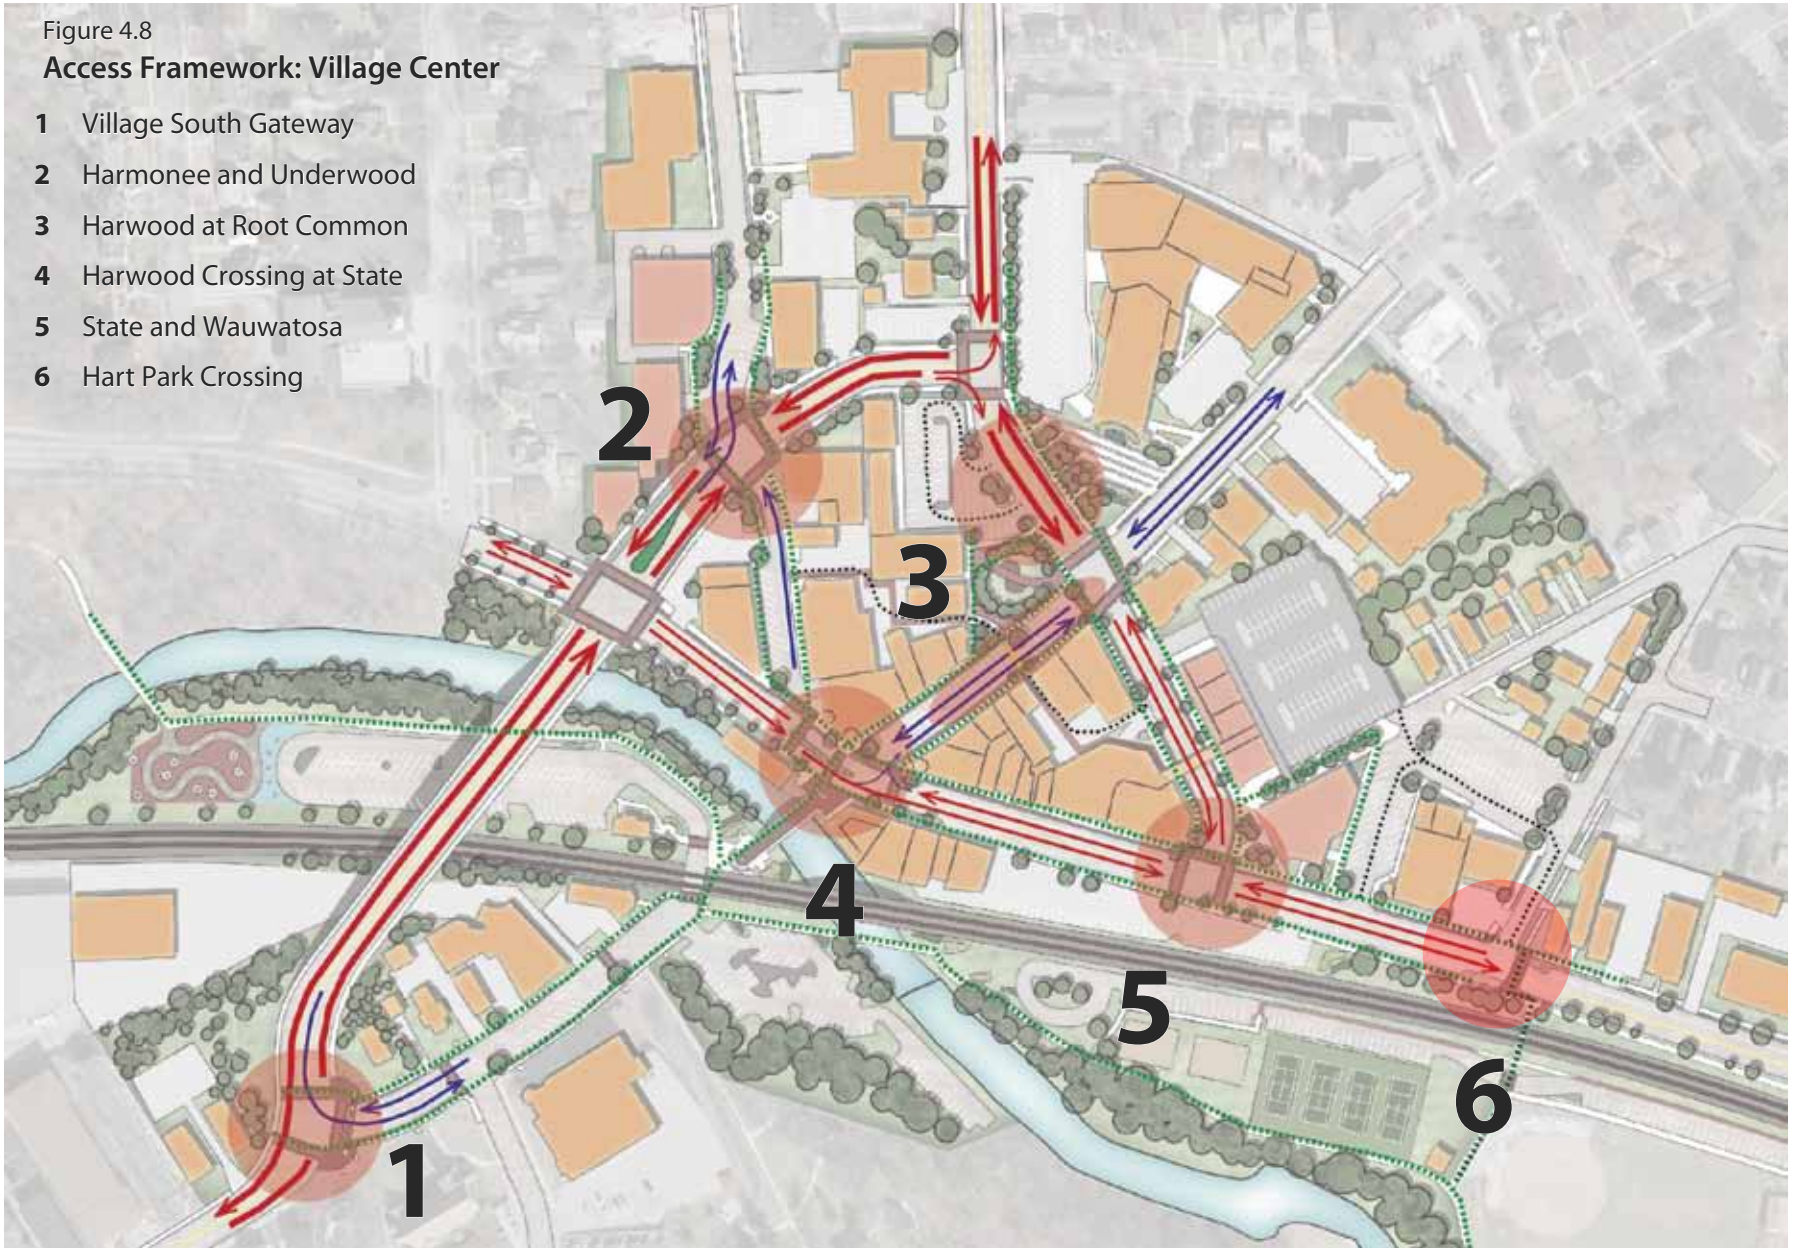 Figure 4.8
Access Framework: Village Center
1 Village South Gateway
2 Harmonee and Underwood
3 Harwood at Root Common
4 Harwood Crossing at State
5 State and Wauwatosa
6 Hart Park Crossing
2
3
4
5
6
1